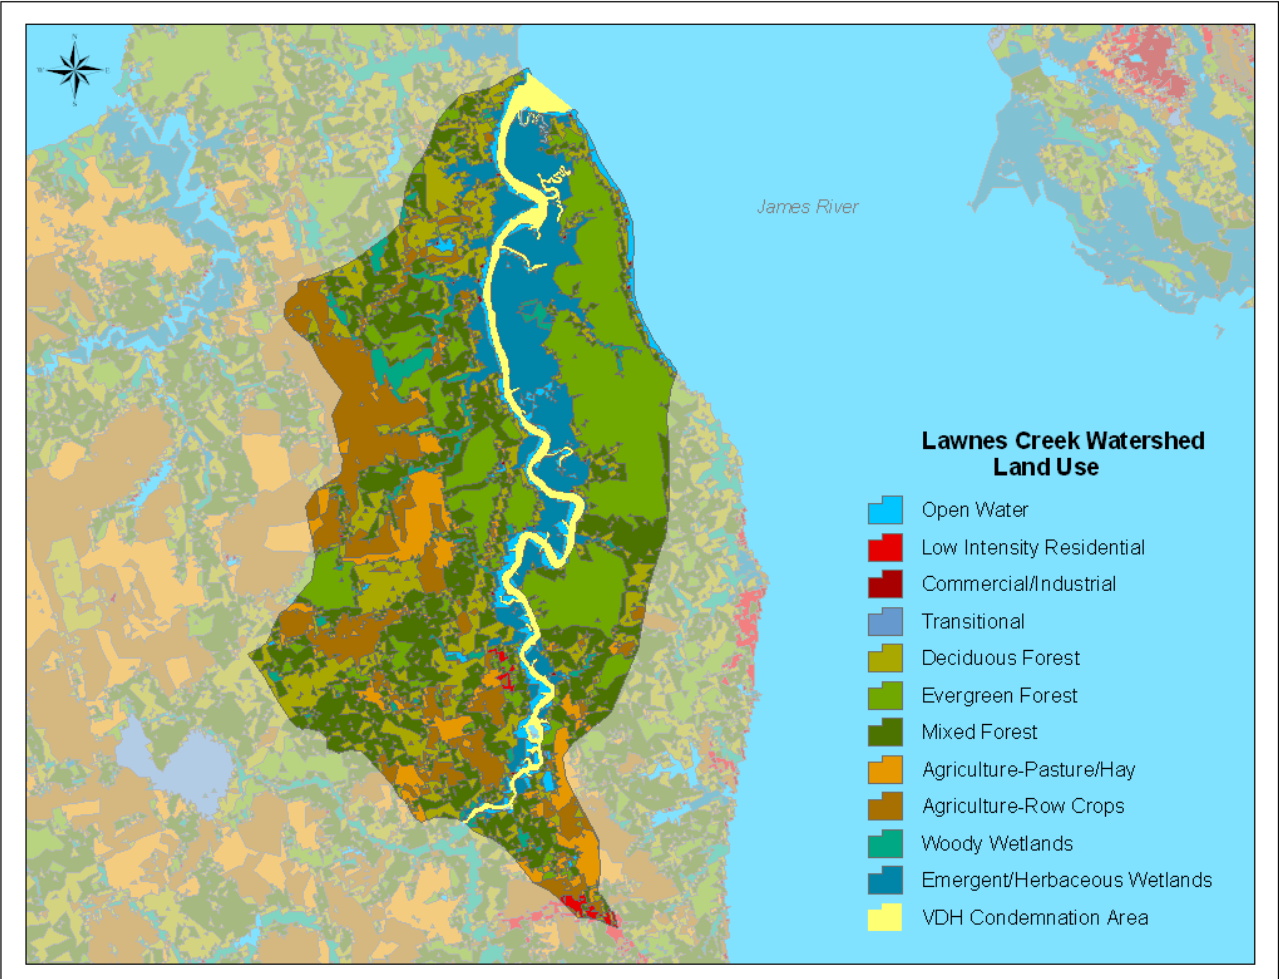 N
W E
S
James River
Lawnes Creek Watershed
Land Use
Open Water
Low Intensity Residential
Commercial/Industrial
Transitional
Deciduous Forest
Evergreen Forest
Mixed Forest
Agriculture-Pasture/Hay
Agriculture-Row Crops
Woody Wetlands
Emergent/Herbaceous Wetlands
VDH Condemnation Area